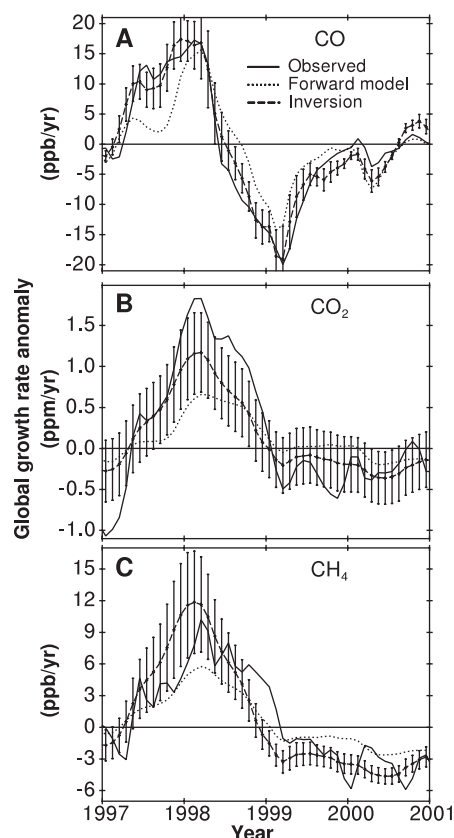 A
CO
Observed
Forward model
Inversion
20
15
10
5
0
-5
-10
-15
-20
(ppb/yr)
B
CO₂
1.5
1.0
0.5
0.0
-0.5
-1.0
Global growth rate anomaly
(ppm/yr)
C
CH₄
15
12
9
6
3
0
-3
-6
(ppb/yr)
1997 1998 1999 2000 2001
Year